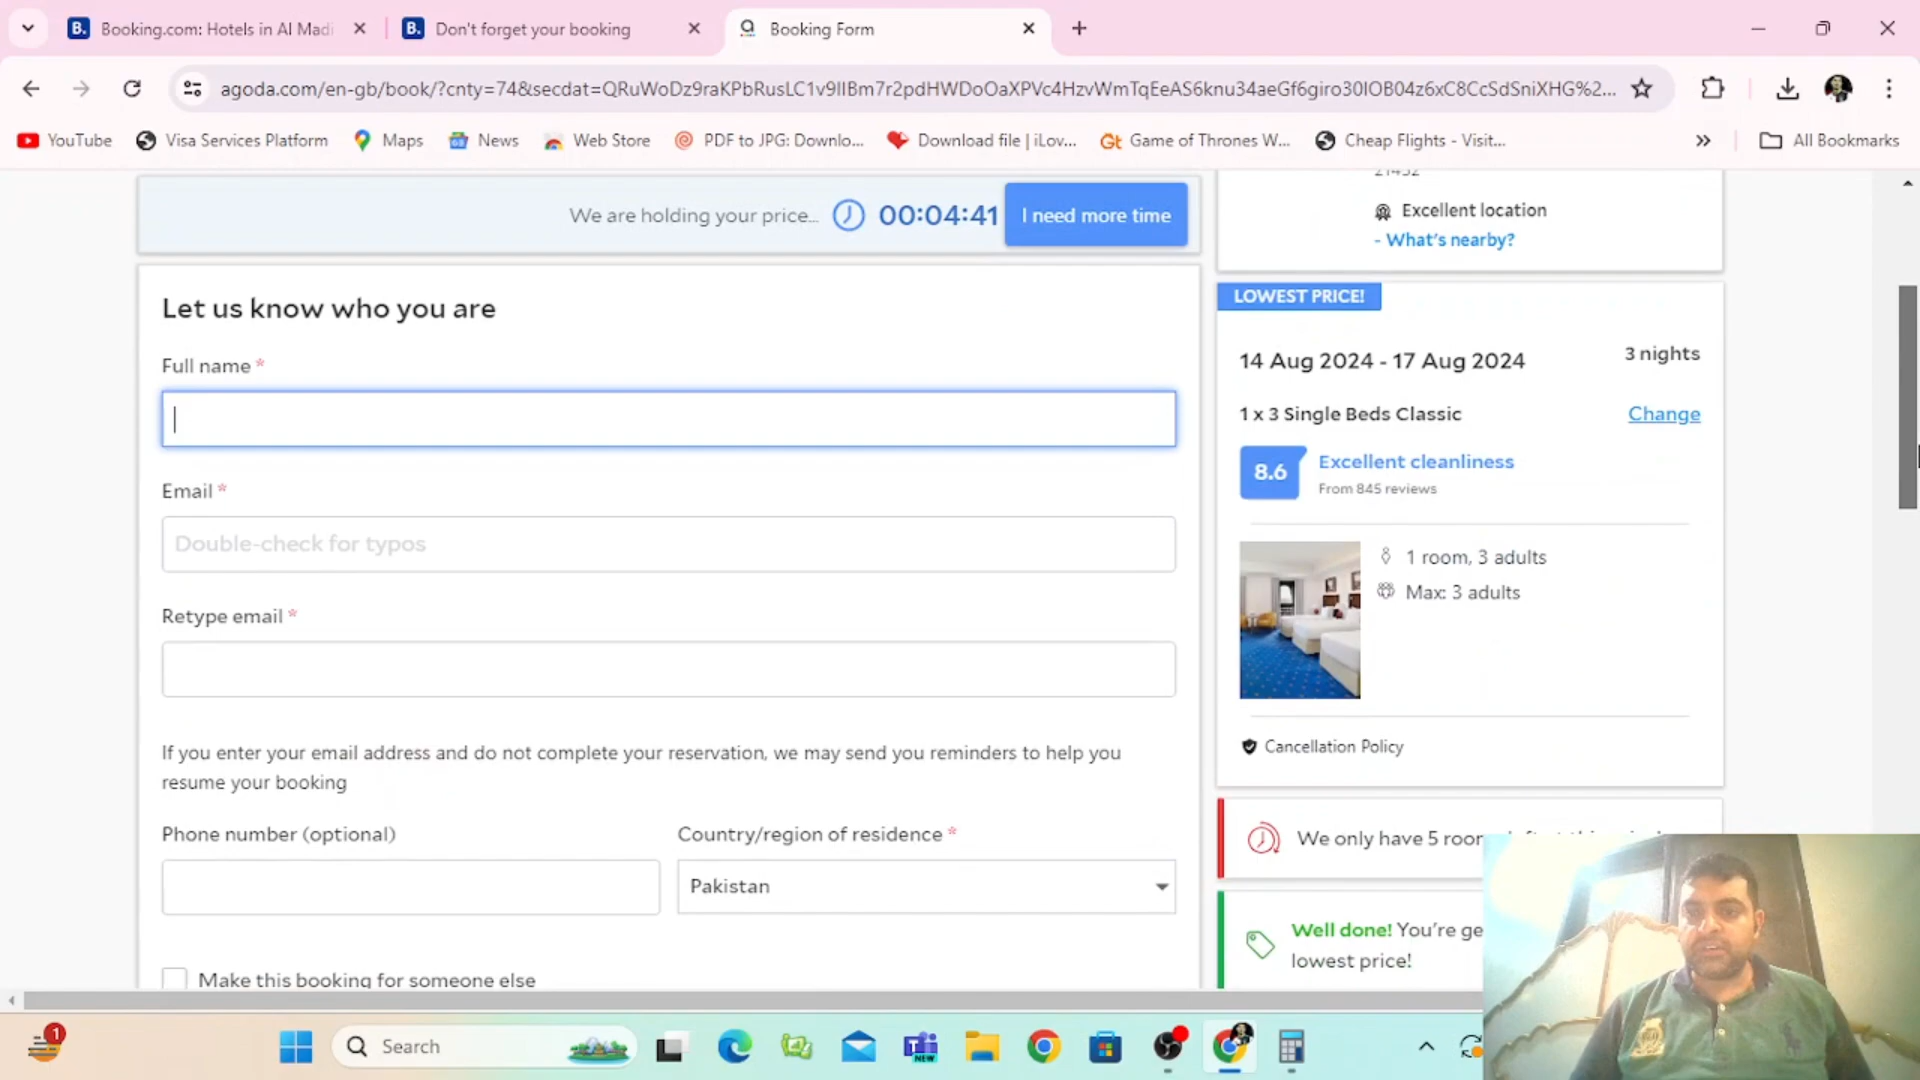 Booking.com: Hotels in Al Madi
Don't forget your booking
Booking Form
agoda.com/en-gb/book/?cnty=74&secdat=QRuWoDz9raKPbRusLC1v9IIBm7r2pdHWDoOaXPVc4HzvWmTqEeAS6knu34aeGf6giro30IOB04z6xC8CcSdSniXHG%2...
YouTube
Visa Services Platform
Maps
News
Web Store
PDF to JPG: Downlo...
Download file | iLov...
Game of Thrones W...
Cheap Flights - Visit...
All Bookmarks
We are holding your price...
00:04:41
I need more time
Let us know who you are
Full name *
Email *
Double-check for typos
Retype email *
If you enter your email address and do not complete your reservation, we may send you reminders to help you
resume your booking
Phone number (optional)
Country/region of residence *
Pakistan
Make this booking for someone else
Excellent location
- What's nearby?
LOWEST PRICE!
14 Aug 2024 - 17 Aug 2024
3 nights
1 x 3 Single Beds Classic
Change
8.6
Excellent cleanliness
From 845 reviews
1 room, 3 adults
Max: 3 adults
Cancellation Policy
We only have 5
Well done! You're
lowest price!
1
Search
NEW